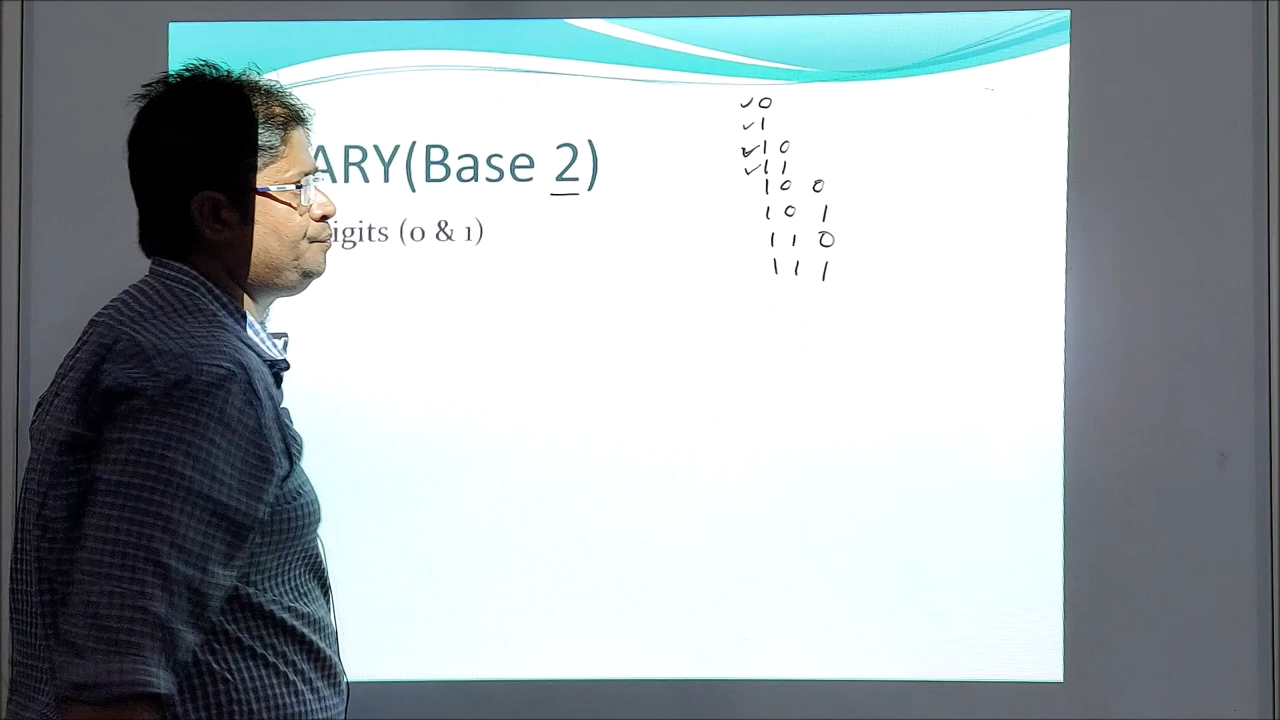 ARY(Base 2)
igits (0 & 1)
✓0
✓1
✓1 0
✓1 1
1 0 0
1 0 1
1 1 0
1 1 1